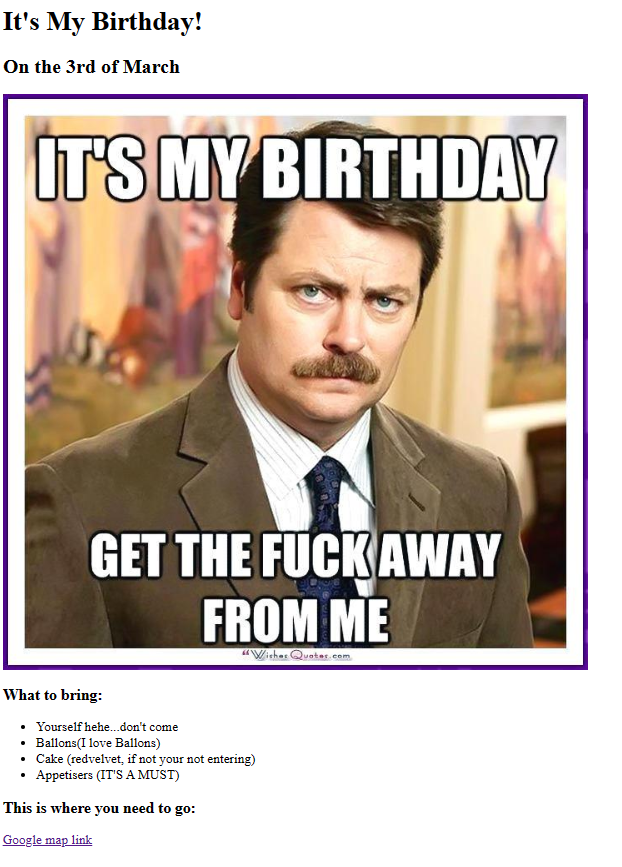 It's My Birthday!
On the 3rd of March
IT'S MY BIRTHDAY
GET THE FUCK AWAY
FROM ME
“WishesQuotes.com
What to bring:
Yourself hehe...don't come
Ballons(I love Ballons)
Cake (redvelvet, if not your not entering)
Appetisers (IT'S A MUST)
This is where you need to go:
Google map link